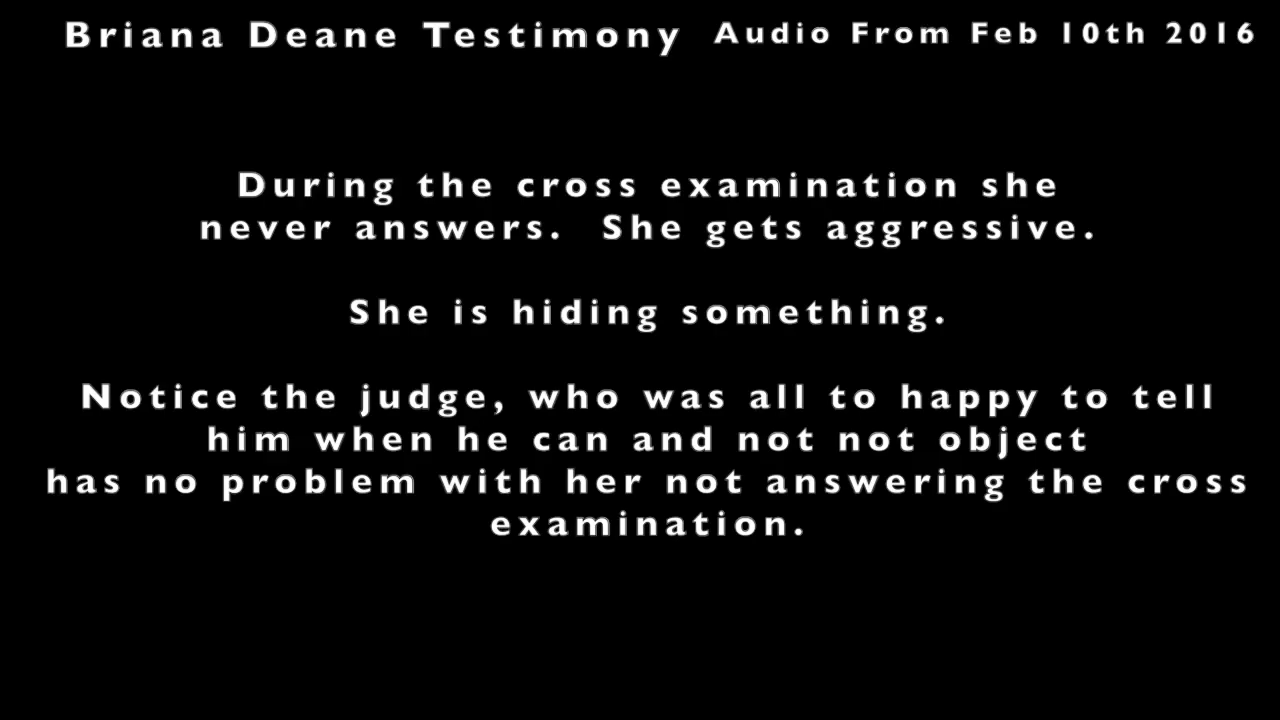 Briana Deane Testimony Audio From Feb 10th 2016
During the cross examination she
never answers. She gets aggressive.
She is hiding something.
Notice the judge, who was all to happy to tell
him when he can and not not object
has no problem with her not answering the cross
examination.